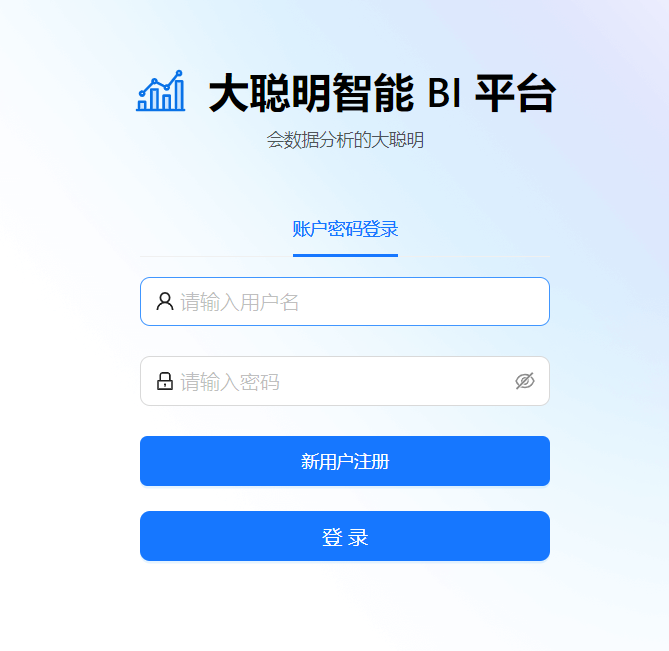 大聪明智能 BI 平台
会数据分析的大聪明
账户密码登录
请输入用户名
请输入密码
新用户注册
登 录